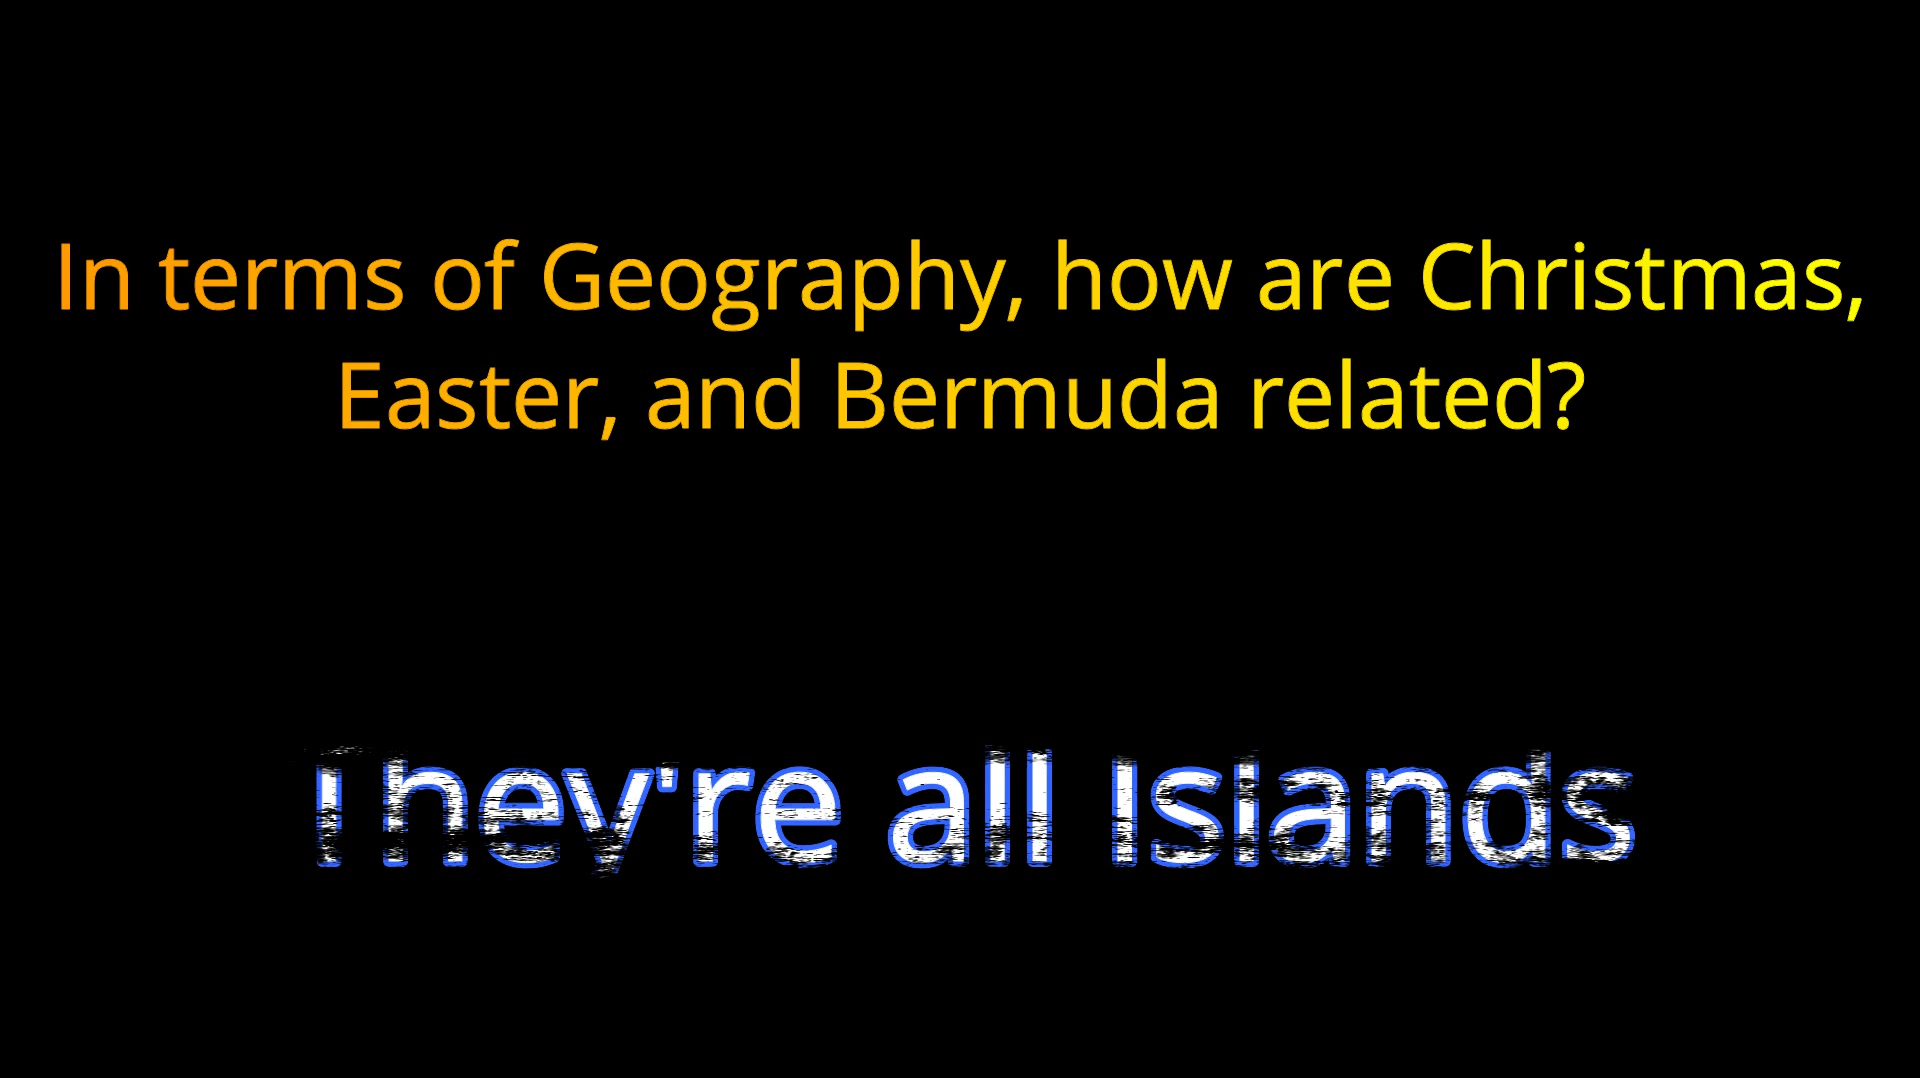 In terms of Geography, how are Christmas,
Easter, and Bermuda related?
They're all Islands